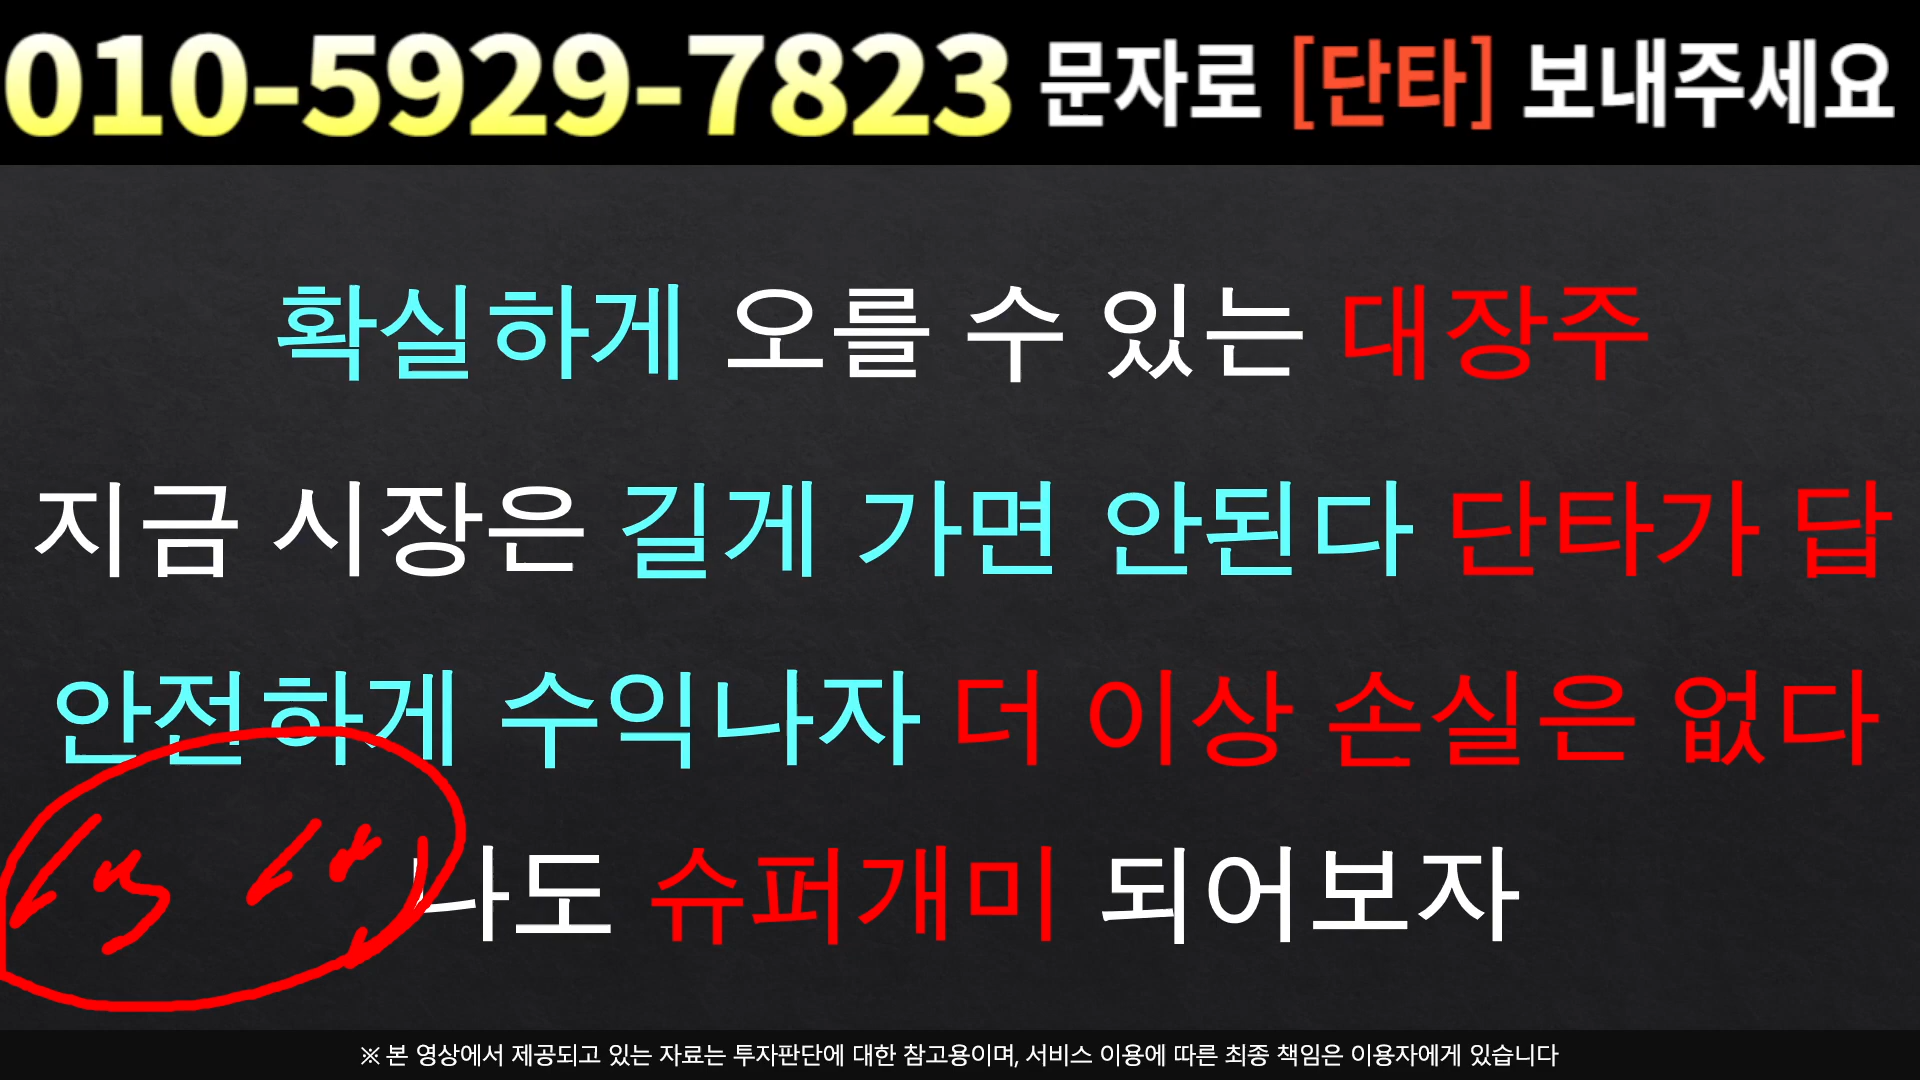 010-5929-7823 문자로 [단타] 보내주세요
확실하게 오를 수 있는 대장주
지금 시장은 길게 가면 안된다 단타가 답
안전하게 수익나자 더 이상 손실은 없다
나도 슈퍼개미 되어보자
※ 본 영상에서 제공되고 있는 자료는 투자판단에 대한 참고용이며, 서비스 이용에 따른 최종 책임은 이용자에게 있습니다